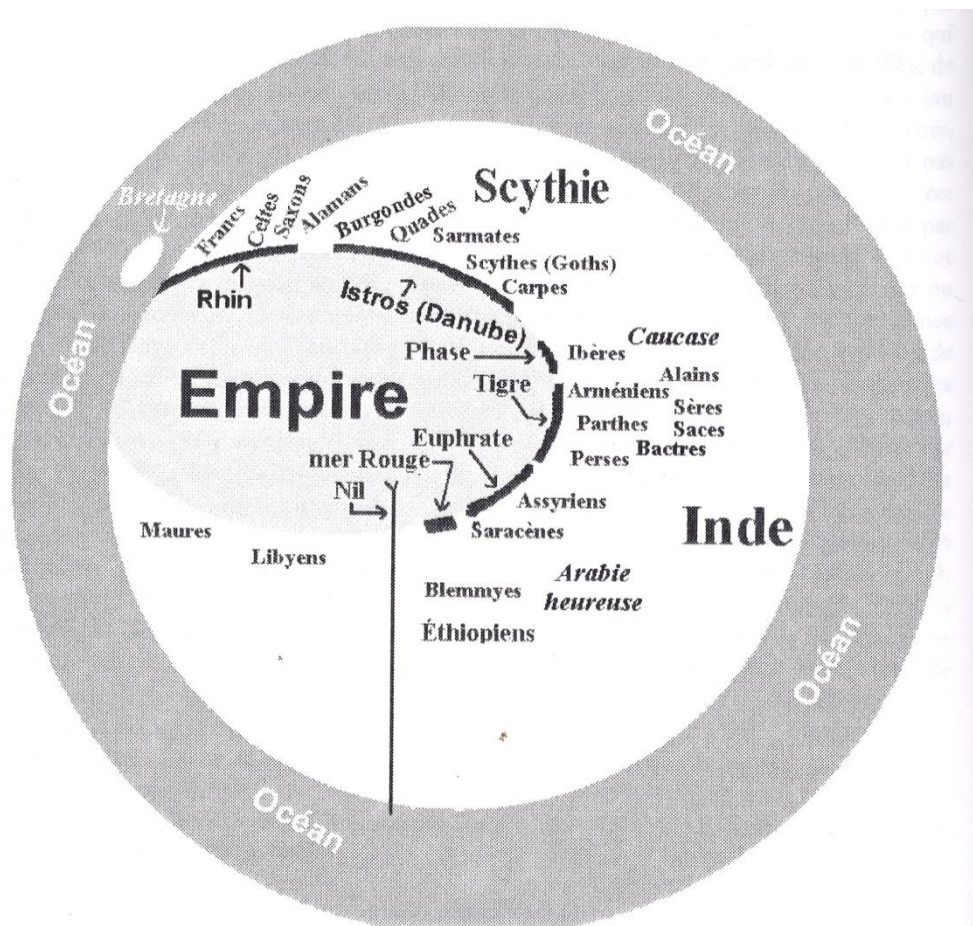 Océan
Scythie
Bretagne
Francs
Celtes
Saxons
Alamans
Burgondes
Quades
Sarmates
Scythes (Goths)
Carpes
Rhin
Istros (Danube)
Océan
Phase
Ibères
Caucase
Empire
Tigre
Alains
Arméniens
Sères
Parthes
Saces
Euphrate
Bactres
mer Rouge
Perses
Nil
Assyriens
Inde
Maures
Saracènes
Libyens
Blemmyes
Arabie
heureuse
Éthiopiens
Océan
Océan